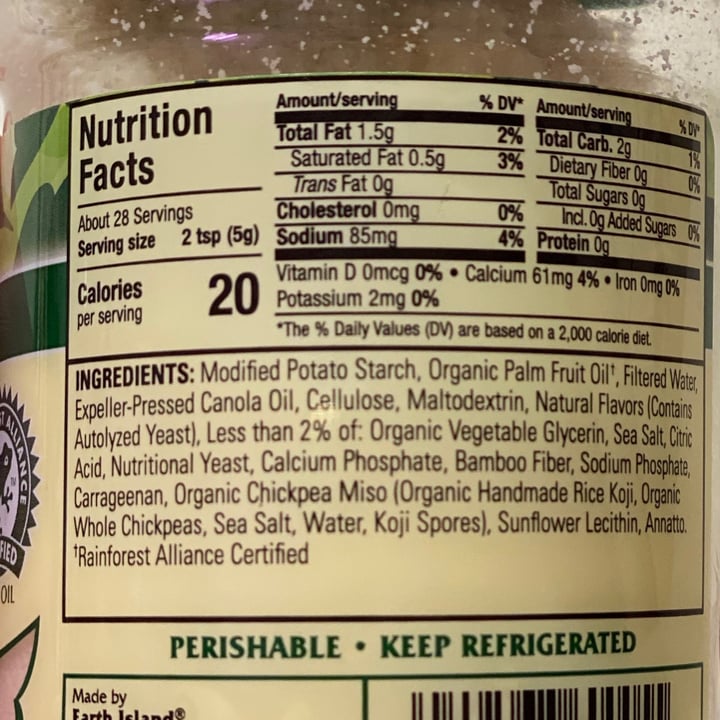 Nutrition
Facts
About 28 Servings
Serving size 2 tsp (5g)
Calories
per serving
20
Amount/serving % DV*
Total Fat 1.5g 2%
Saturated Fat 0.5g 3%
Trans Fat 0g
Cholesterol 0mg 0%
Sodium 85mg 4%
Amount/serving % DV*
Total Carb. 2g 1%
Dietary Fiber 0g 0%
Total Sugars 0g
Incl. 0g Added Sugars 0%
Protein 0g
Vitamin D 0mcg 0% • Calcium 61mg 4% • Iron 0mg 0%
Potassium 2mg 0%
*The % Daily Values (DV) are based on a 2,000 calorie diet.
INGREDIENTS: Modified Potato Starch, Organic Palm Fruit Oil†, Filtered Water,
Expeller-Pressed Canola Oil, Cellulose, Maltodextrin, Natural Flavors (Contains
Autolyzed Yeast), Less than 2% of: Organic Vegetable Glycerin, Sea Salt, Citric
Acid, Nutritional Yeast, Calcium Phosphate, Bamboo Fiber, Sodium Phosphate,
Carrageenan, Organic Chickpea Miso (Organic Handmade Rice Koji, Organic
Whole Chickpeas, Sea Salt, Water, Koji Spores), Sunflower Lecithin, Annatto.
†Rainforest Alliance Certified
OIL
PERISHABLE • KEEP REFRIGERATED
Made by
Earth Island®